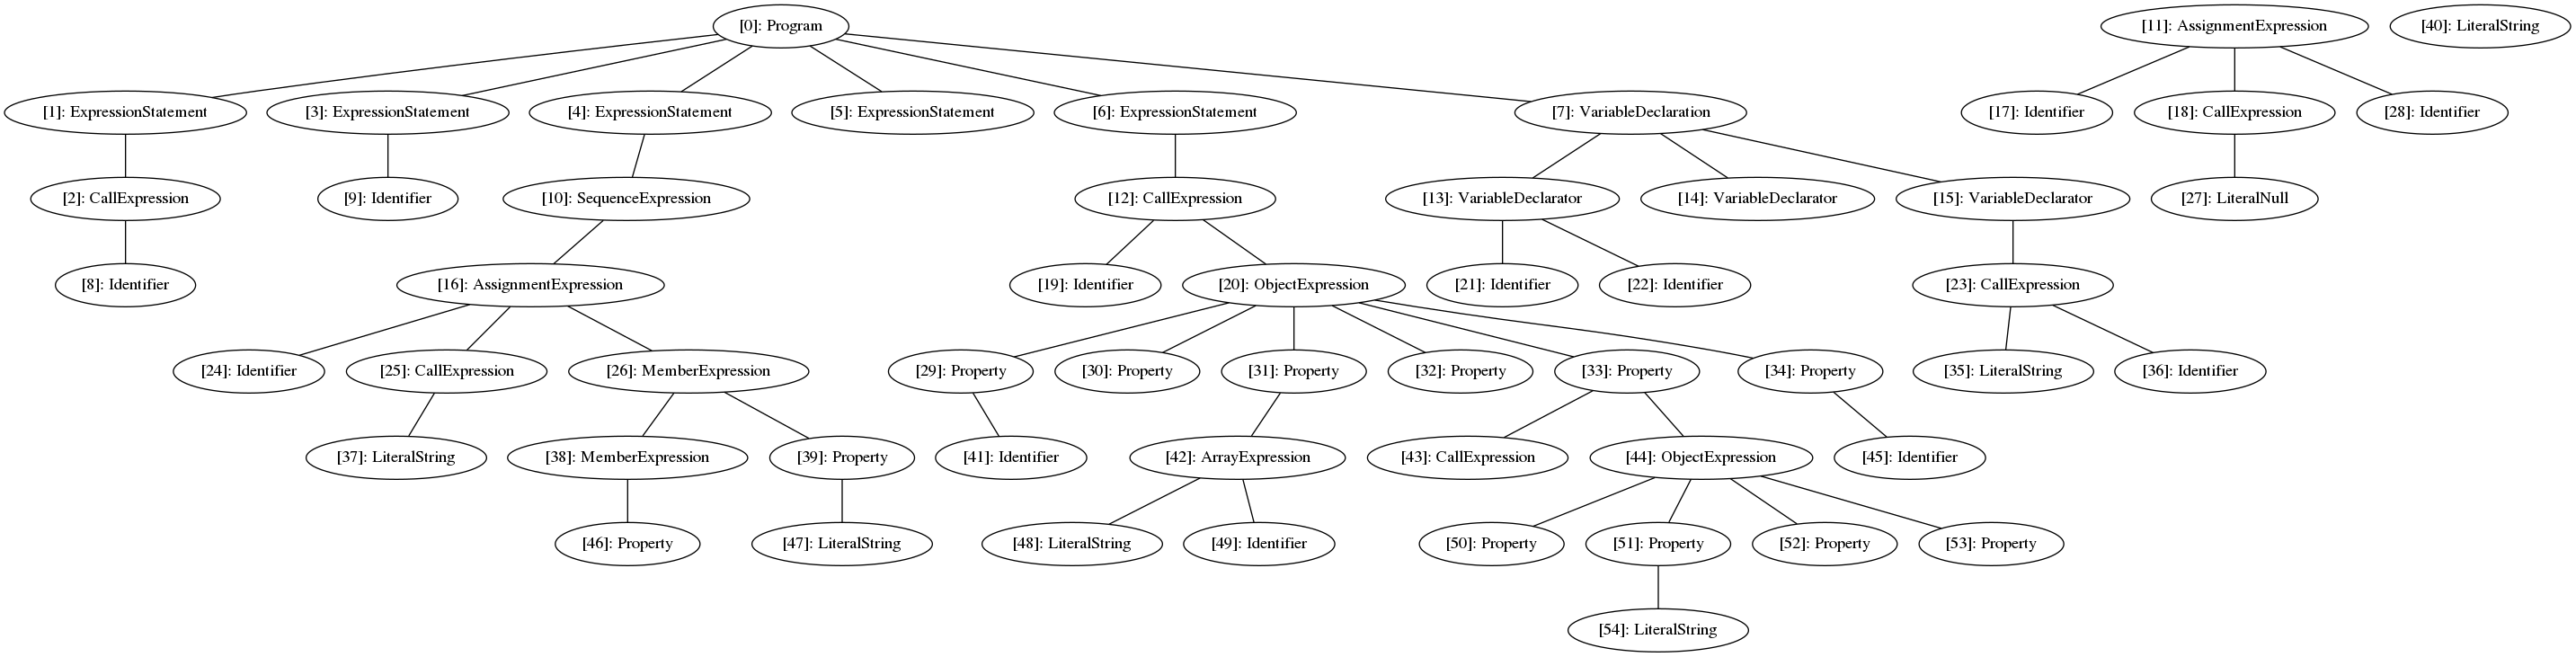 [0]: Program
[11]: AssignmentExpression
[40]: LiteralString
[1]: ExpressionStatement
[3]: ExpressionStatement
[4]: ExpressionStatement
[5]: ExpressionStatement
[6]: ExpressionStatement
[7]: VariableDeclaration
[17]: Identifier
[18]: CallExpression
[28]: Identifier
[2]: CallExpression
[9]: Identifier
[10]: SequenceExpression
[12]: CallExpression
[13]: VariableDeclarator
[14]: VariableDeclarator
[15]: VariableDeclarator
[27]: LiteralNull
[8]: Identifier
[16]: AssignmentExpression
[19]: Identifier
[20]: ObjectExpression
[21]: Identifier
[22]: Identifier
[23]: CallExpression
[24]: Identifier
[25]: CallExpression
[26]: MemberExpression
[29]: Property
[30]: Property
[31]: Property
[32]: Property
[33]: Property
[34]: Property
[35]: LiteralString
[36]: Identifier
[37]: LiteralString
[38]: MemberExpression
[39]: Property
[41]: Identifier
[42]: ArrayExpression
[43]: CallExpression
[44]: ObjectExpression
[45]: Identifier
[46]: Property
[47]: LiteralString
[48]: LiteralString
[49]: Identifier
[50]: Property
[51]: Property
[52]: Property
[53]: Property
[54]: LiteralString